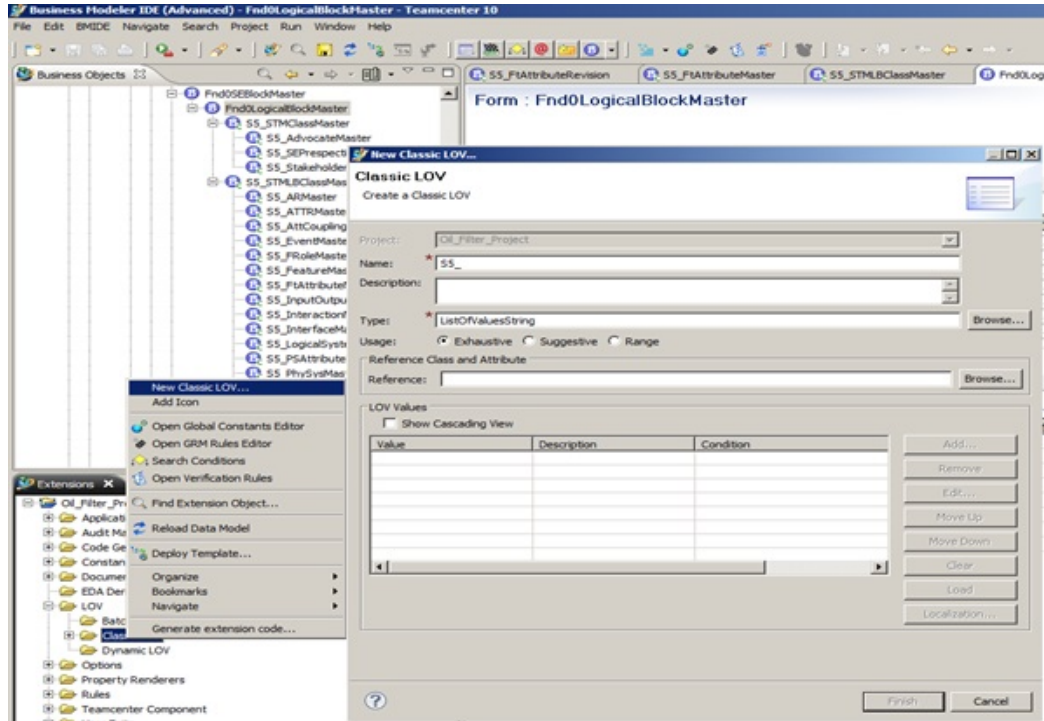 Business Modeler IDE (Advanced) - Fnd0LogicalBlockMaster - Teamcenter 10
File Edit BMIDE Navigate Search Project Run Window Help
Business Objects
S5_FtAttributeRevision
S5_FtAttributeMaster
S5_STMLBClassMaster
Fnd0Log
Fnd0SEBlockMaster
Fnd0LogicalBlockMaster
S5_STMClassMaster
S5_AdvocateMaster
S5_SEPrespecti
S5_Stakeholder
S5_STMLBClassMas
S5_ARMaster
S5_ATTRMaste
S5_AttCoupling
S5_EventMaste
S5_FRoleMaste
S5_FeatureMas
S5_FtAttributef
S5_InputOutpu
S5_Interactionf
S5_InterfaceMa
S5_LogicalSyste
S5_PSAttribute
S5_PhySysMas
Form : Fnd0LogicalBlockMaster
New Classic LOV...
Classic LOV
Create a Classic LOV
Project: Oil_Filter_Project
Name: * S5_
Description:
Type: * ListOfValuesString Browse...
Usage: Exhaustive Suggestive Range
Reference Class and Attribute
Reference: Browse...
LOV Values
Show Cascading View
Value Description Condition
Add...
Remove
Edit...
Move Up
Move Down
Clear
Load
Localization...
Finish Cancel
New Classic LOV...
Add Icon
Open Global Constants Editor
Open GRM Rules Editor
Search Conditions
Open Verification Rules
Find Extension Object...
Reload Data Model
Deploy Template...
Organize
Bookmarks
Navigate
Generate extension code...
Extensions
Oil_Filter_Pr
Applicati
Audit Ma
Code Ge
Constan
Documer
EDA Der
LOV
Batc
Clas
Dynamic LOV
Options
Property Renderers
Rules
Teamcenter Component